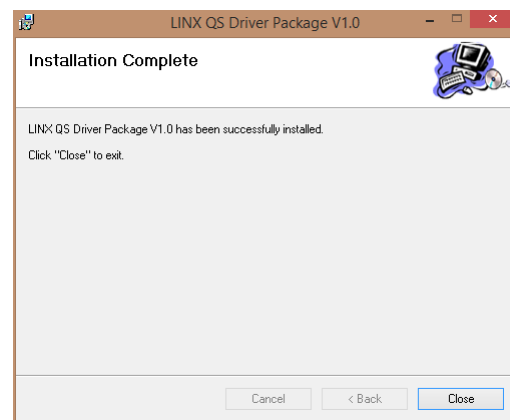 LINX QS Driver Package V1.0
Installation Complete
LINX QS Driver Package V1.0 has been successfully installed.
Click "Close" to exit.
Cancel
< Back
Close